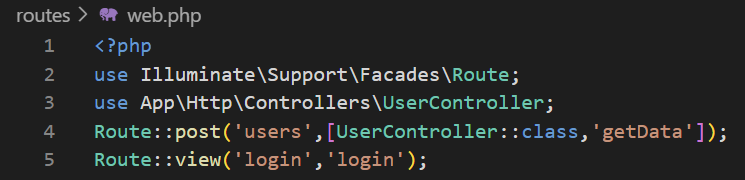 routes > web.php
1 <?php
2 use Illuminate\Support\Facades\Route;
3 use App\Http\Controllers\UserController;
4 Route::post('users',[UserController::class,'getData']);
5 Route::view('login','login');